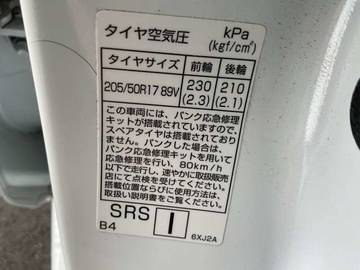 タイヤ空気圧 kPa
(kgf/cm²)
タイヤサイズ 前輪 後輪
205/50R17 89V 230 210
(2.3) (2.1)
この車両には、パンク応急修理
キットが搭載されていますので、
スペアタイヤは搭載されており
ません。パンクした場合は、
パンク応急修理キットを用いて
応急修理を行い、80km/h
以下で走行し、速やかに取扱販売
店にて点検を受けてください。
搭載位置ならびに使用方法は、
取扱い説明書をご覧ください。
SRS I
B4 6XJ2A